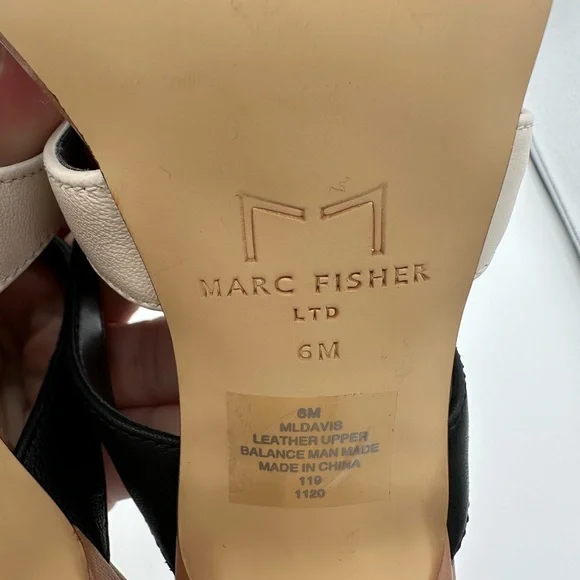 MARC FISHER
LTD
6M
6M
MLDAVIS
LEATHER UPPER
BALANCE MAN MADE
MADE IN CHINA
119
1120